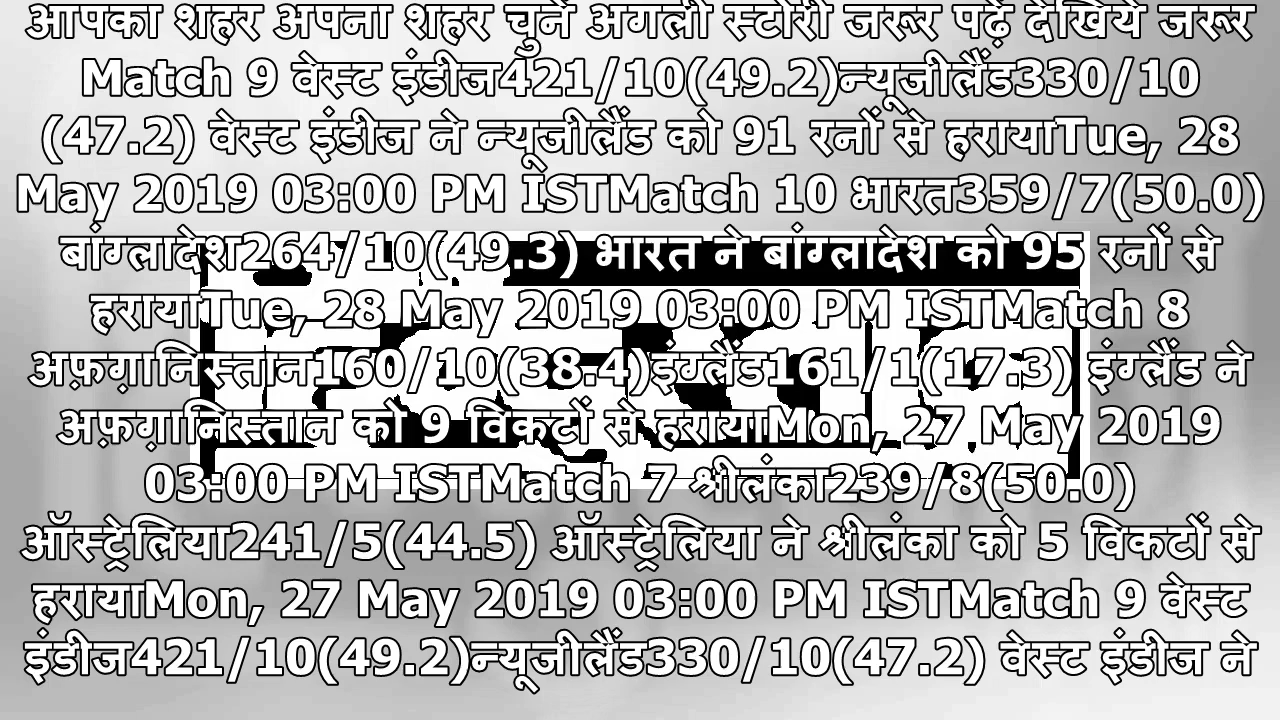 आपका शहर अपना शहर चुनें अगली स्टोरी जरूर पढ़ें देखिये जरूर
Match 9 वेस्ट इंडीज421/10(49.2)न्यूजीलैंड330/10
(47.2) वेस्ट इंडीज ने न्यूजीलैंड को 91 रनों से हरायाTue, 28
May 2019 03:00 PM ISTMatch 10 भारत359/7(50.0)
बांग्लादेश264/10(49.3) भारत ने बांग्लादेश को 95 रनों से
हरायाTue, 28 May 2019 03:00 PM ISTMatch 8
अफ़ग़ानिस्तान160/10(38.4)इंग्लैंड161/1(17.3) इंग्लैंड ने
अफ़ग़ानिस्तान को 9 विकटों से हरायाMon, 27 May 2019
03:00 PM ISTMatch 7 श्रीलंका239/8(50.0)
ऑस्ट्रेलिया241/5(44.5) ऑस्ट्रेलिया ने श्रीलंका को 5 विकटों से
हरायाMon, 27 May 2019 03:00 PM ISTMatch 9 वेस्ट
इंडीज421/10(49.2)न्यूजीलैंड330/10(47.2) वेस्ट इंडीज ने